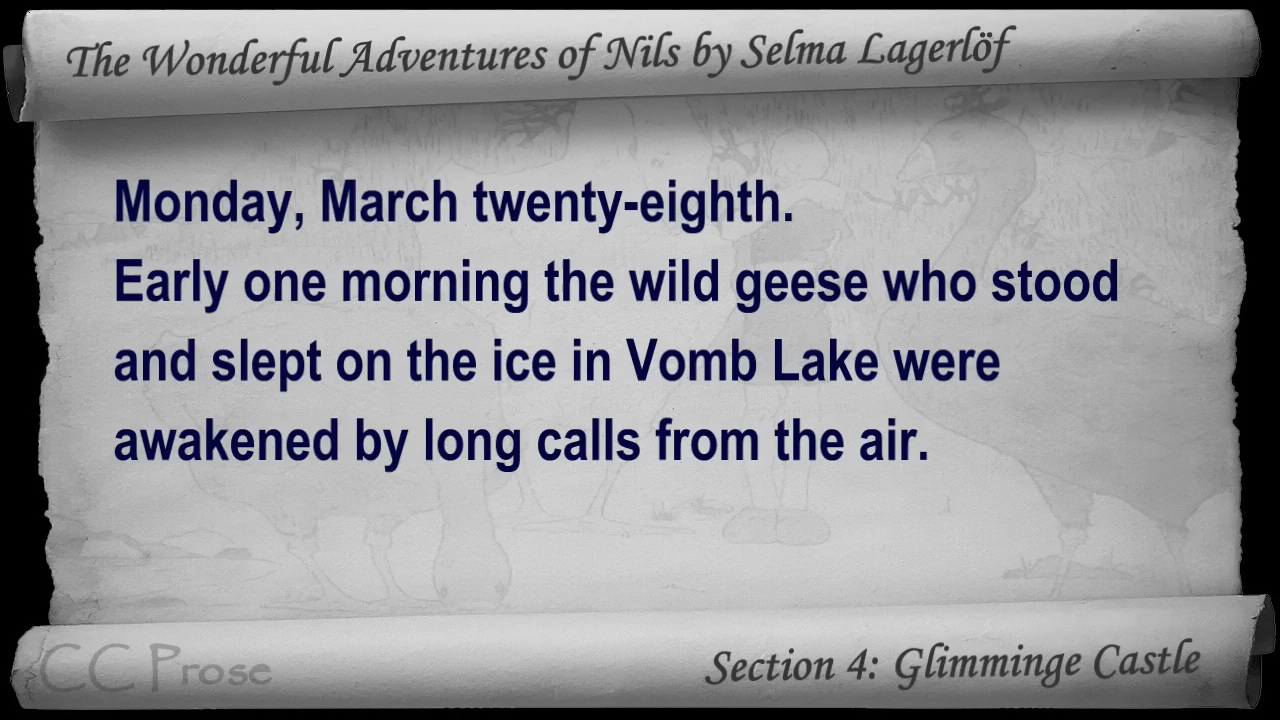 The Wonderful Adventures of Nils by Selma Lagerlöf
Monday, March twenty-eighth.
Early one morning the wild geese who stood
and slept on the ice in Vomb Lake were
awakened by long calls from the air.
CC Prose
Section 4: Glimminge Castle